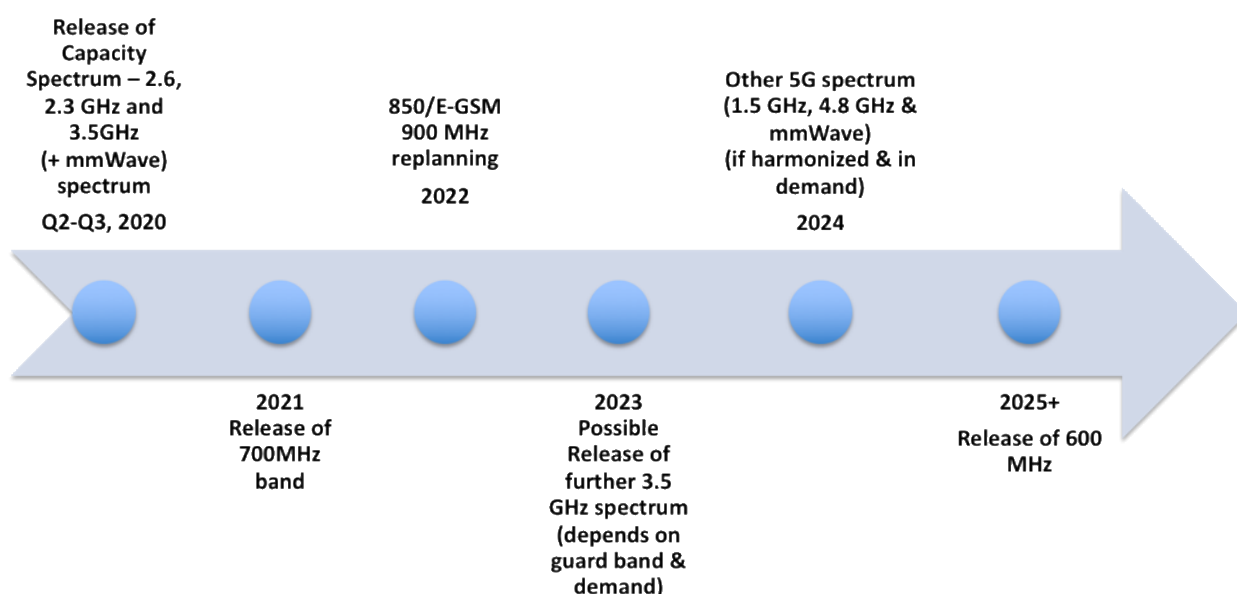 Release of
Capacity
Spectrum – 2.6,
2.3 GHz and
3.5GHz
(+ mmWave)
spectrum
Q2-Q3, 2020
2021
Release of
700MHz
band
850/E-GSM
900 MHz
replanning
2022
2023
Possible
Release of
further 3.5
GHz spectrum
(depends on
guard band &
demand)
Other 5G spectrum
(1.5 GHz, 4.8 GHz &
mmWave)
(if harmonized & in
demand)
2024
2025+
Release of 600
MHz